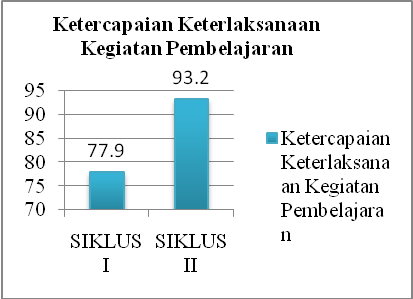 Ketercapaian Keterlaksanaan
Kegiatan Pembelajaran
95
90
85
80
75
70
77.9
93.2
SIKLUS
I
SIKLUS
II
Ketercapaian
Keterlaksana
an Kegiatan
Pembelajara
n